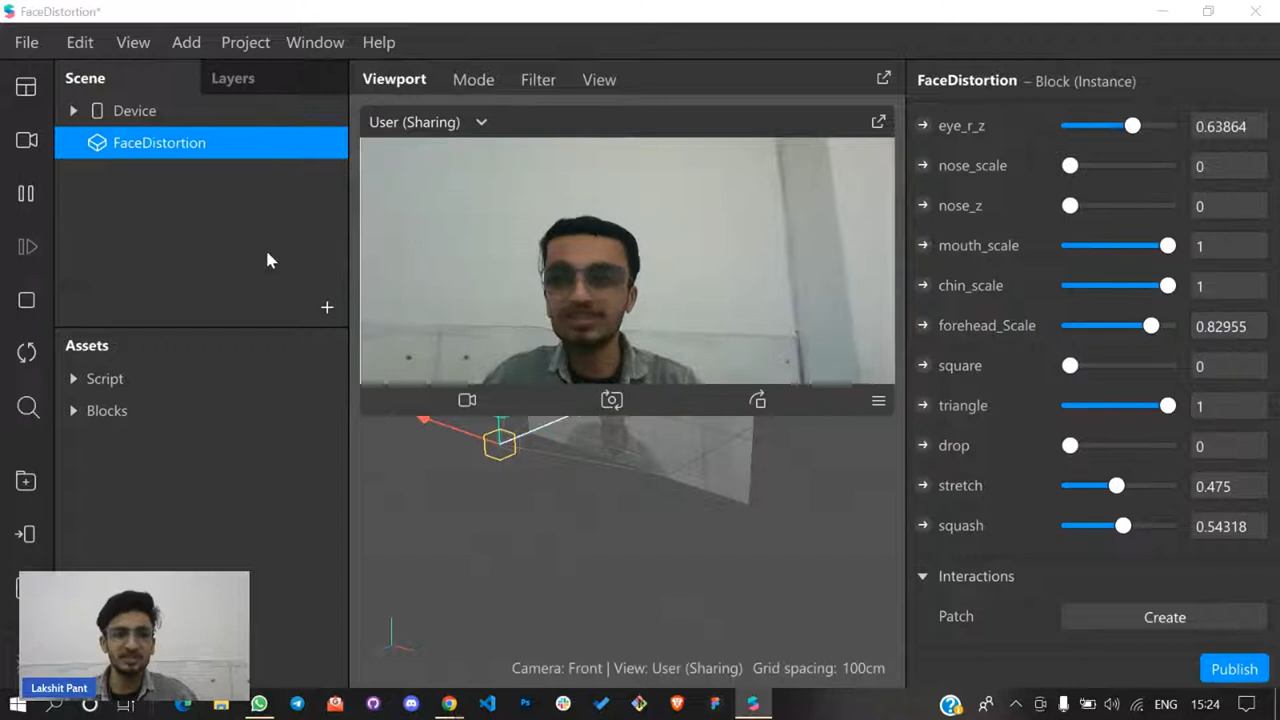 FaceDistortion*
File Edit View Add Project Window Help
Scene Layers
Device
FaceDistortion
Assets
Script
Blocks
Viewport Mode Filter View
User (Sharing)
Camera: Front | View: User (Sharing) Grid spacing: 100cm
FaceDistortion – Block (Instance)
eye_r_z 0.63864
nose_scale 0
nose_z 0
mouth_scale 1
chin_scale 1
forehead_Scale 0.82955
square 0
triangle 1
drop 0
stretch 0.475
squash 0.54318
Interactions
Patch Create
Publish
Lakshit Pant
ENG 15:24